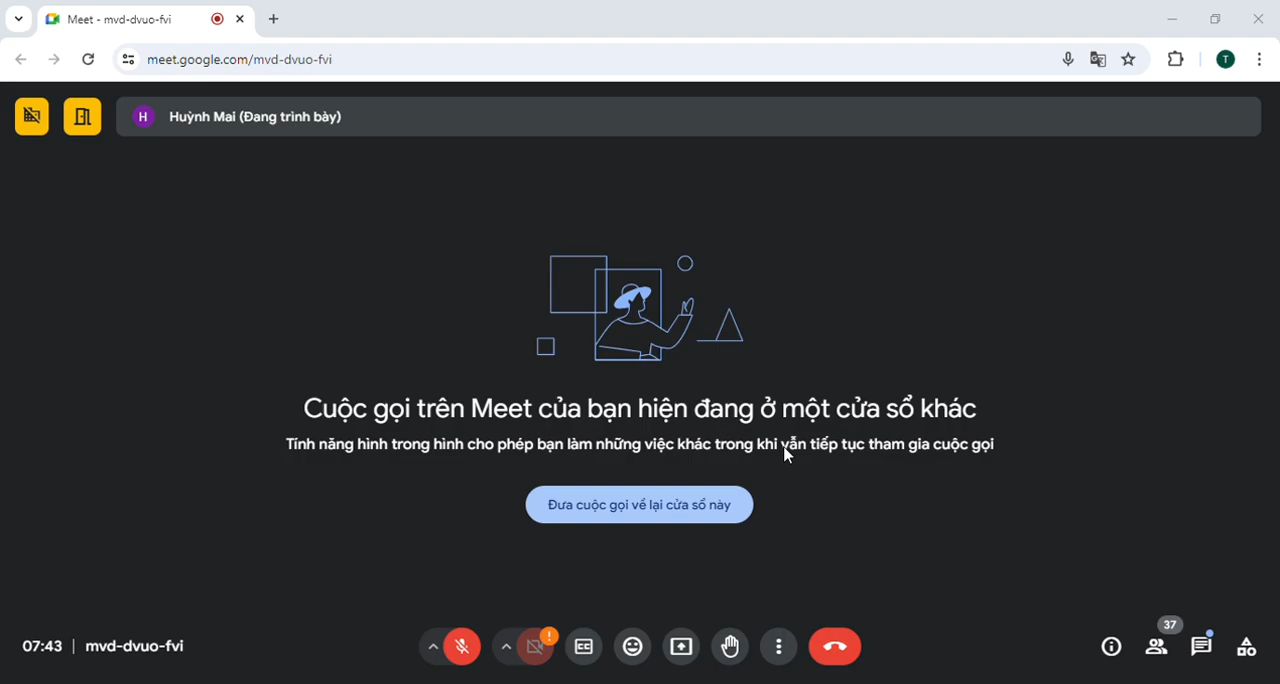 Meet - mvd-dvuo-fvi
meet.google.com/mvd-dvuo-fvi
T
H Huỳnh Mai (Đang trình bày)
Cuộc gọi trên Meet của bạn hiện đang ở một cửa sổ khác
Tính năng hình trong hình cho phép bạn làm những việc khác trong khi vẫn tiếp tục tham gia cuộc gọi
Đưa cuộc gọi về lại cửa sổ này
07:43 | mvd-dvuo-fvi
37